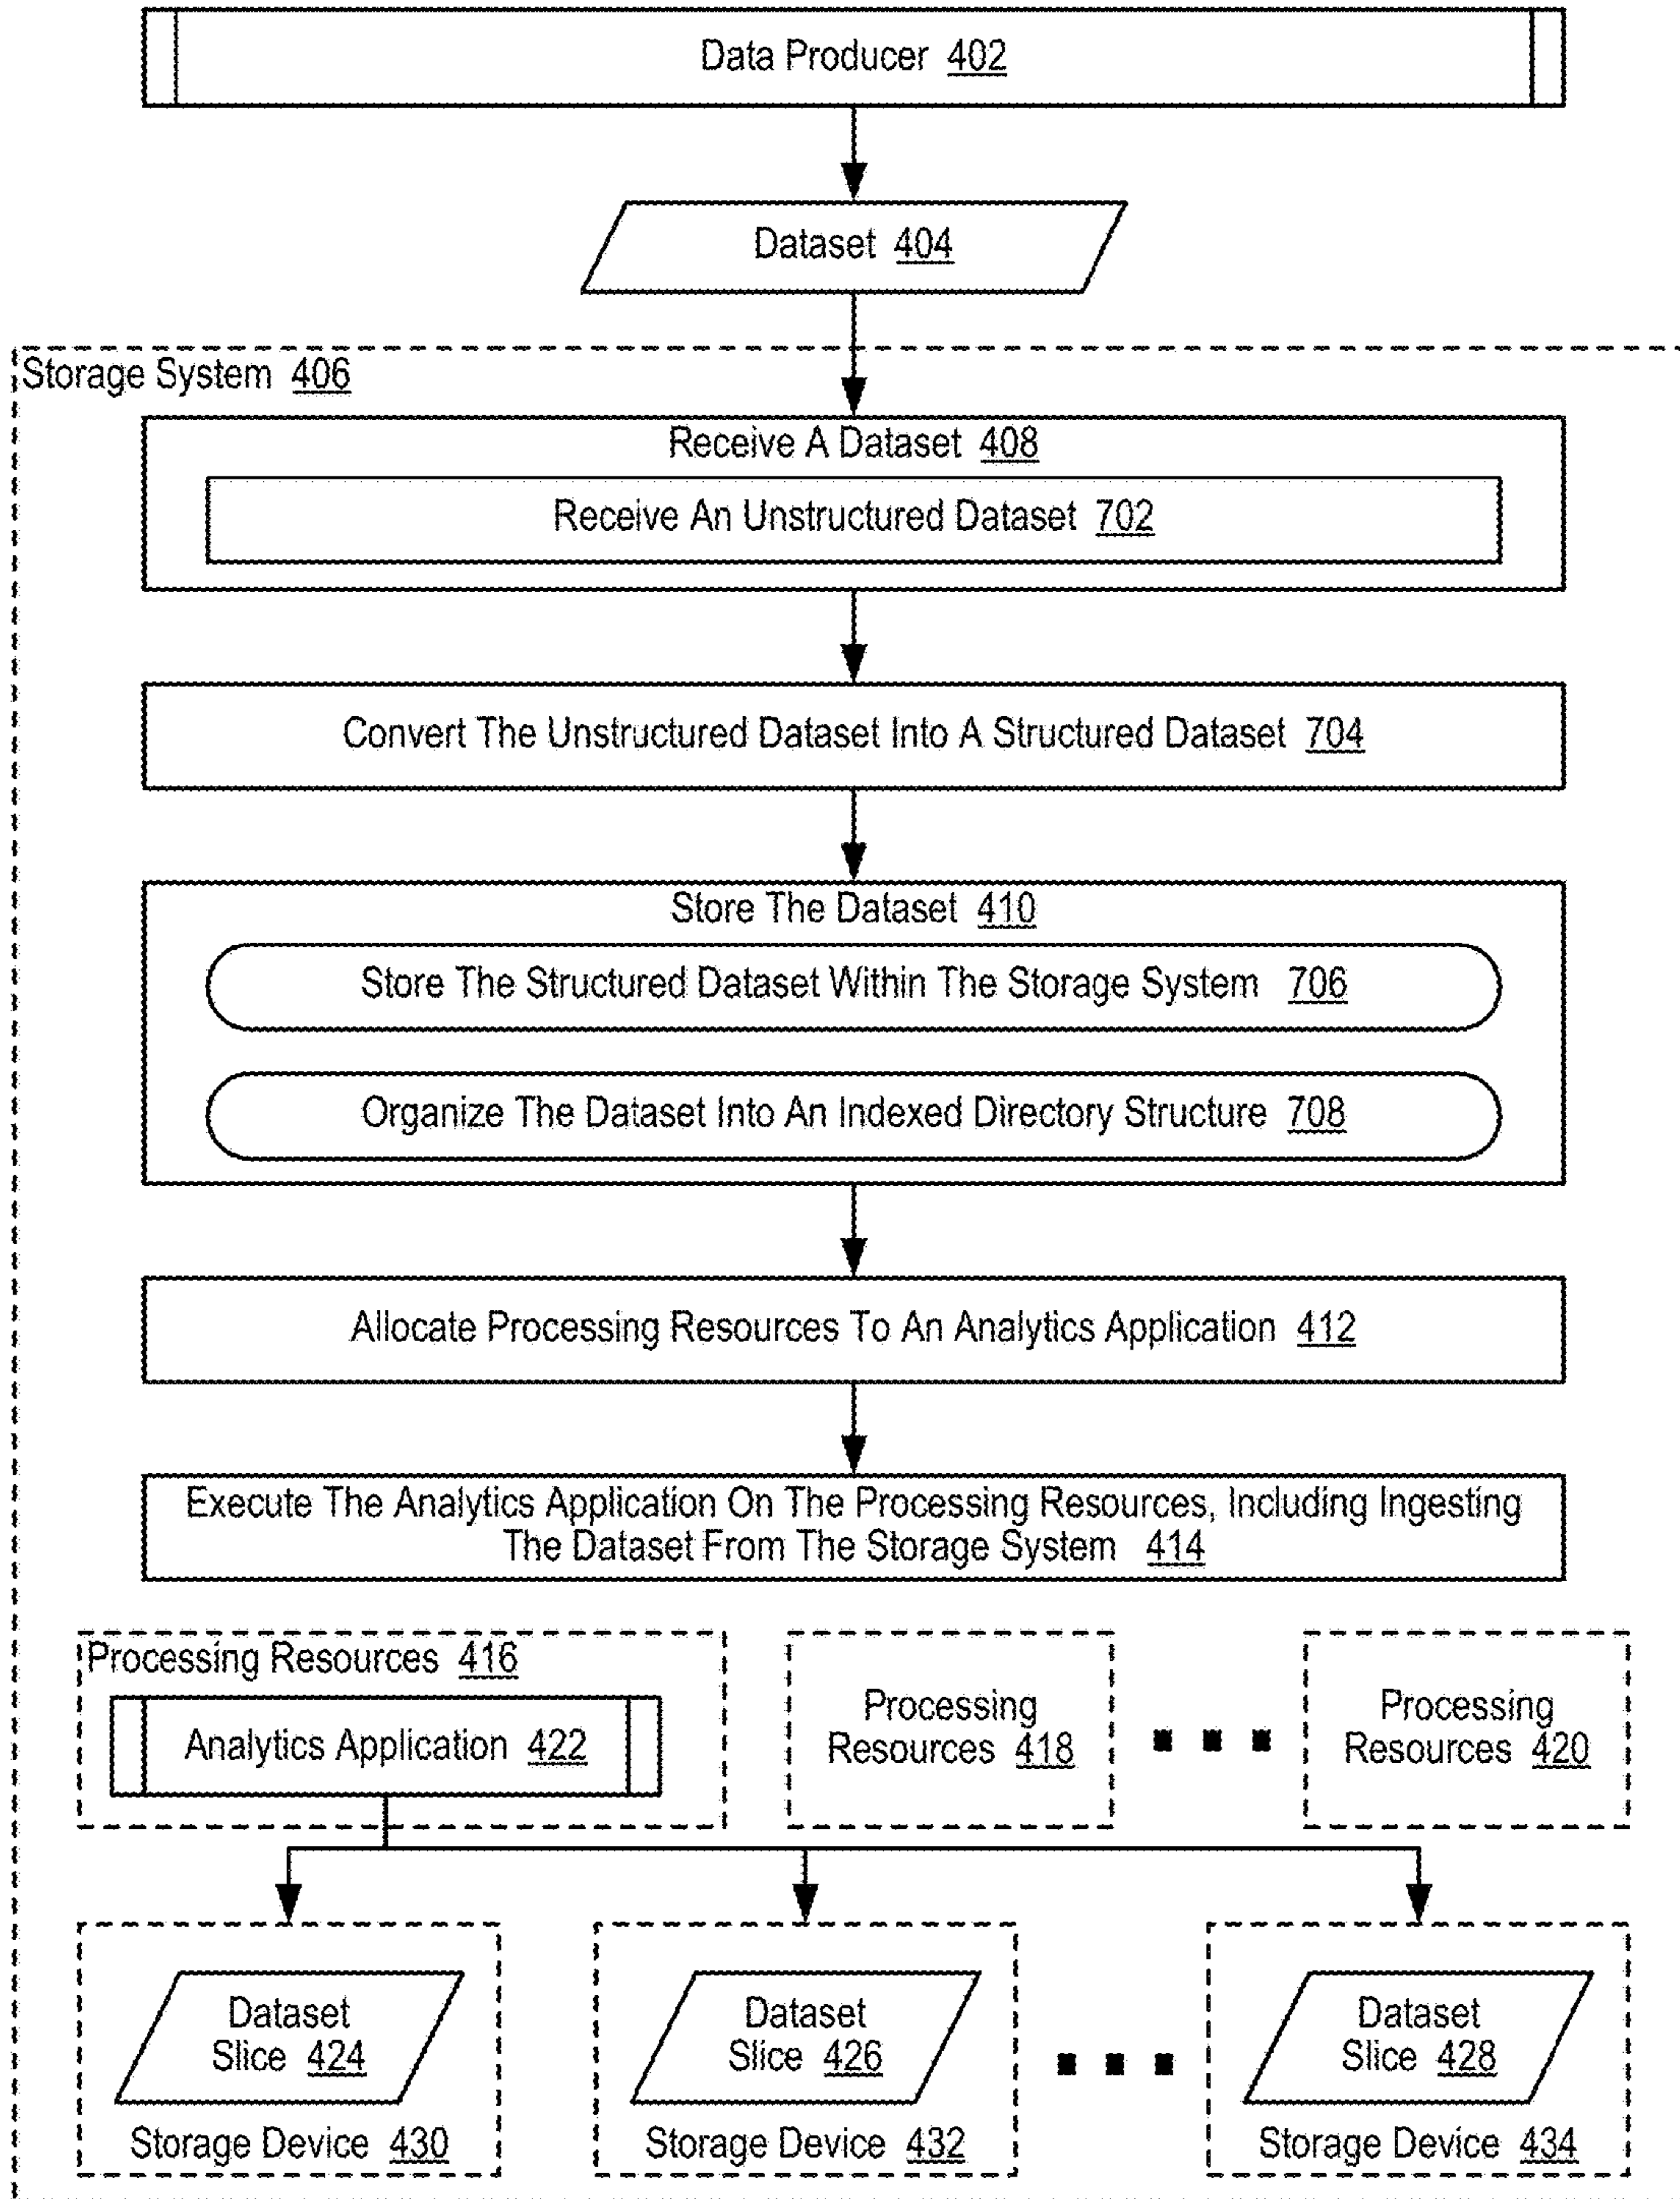 Data Producer 402
Dataset 404
Storage System 406
Receive A Dataset 408
Receive An Unstructured Dataset 702
Convert The Unstructured Dataset Into A Structured Dataset 704
Store The Dataset 410
Store The Structured Dataset Within The Storage System 706
Organize The Dataset Into An Indexed Directory Structure 708
Allocate Processing Resources To An Analytics Application 412
Execute The Analytics Application On The Processing Resources, Including Ingesting
The Dataset From The Storage System 414
Processing Resources 416
Analytics Application 422
Processing
Resources 418
Processing
Resources 420
Dataset
Slice 424
Storage Device 430
Dataset
Slice 426
Storage Device 432
Dataset
Slice 428
Storage Device 434